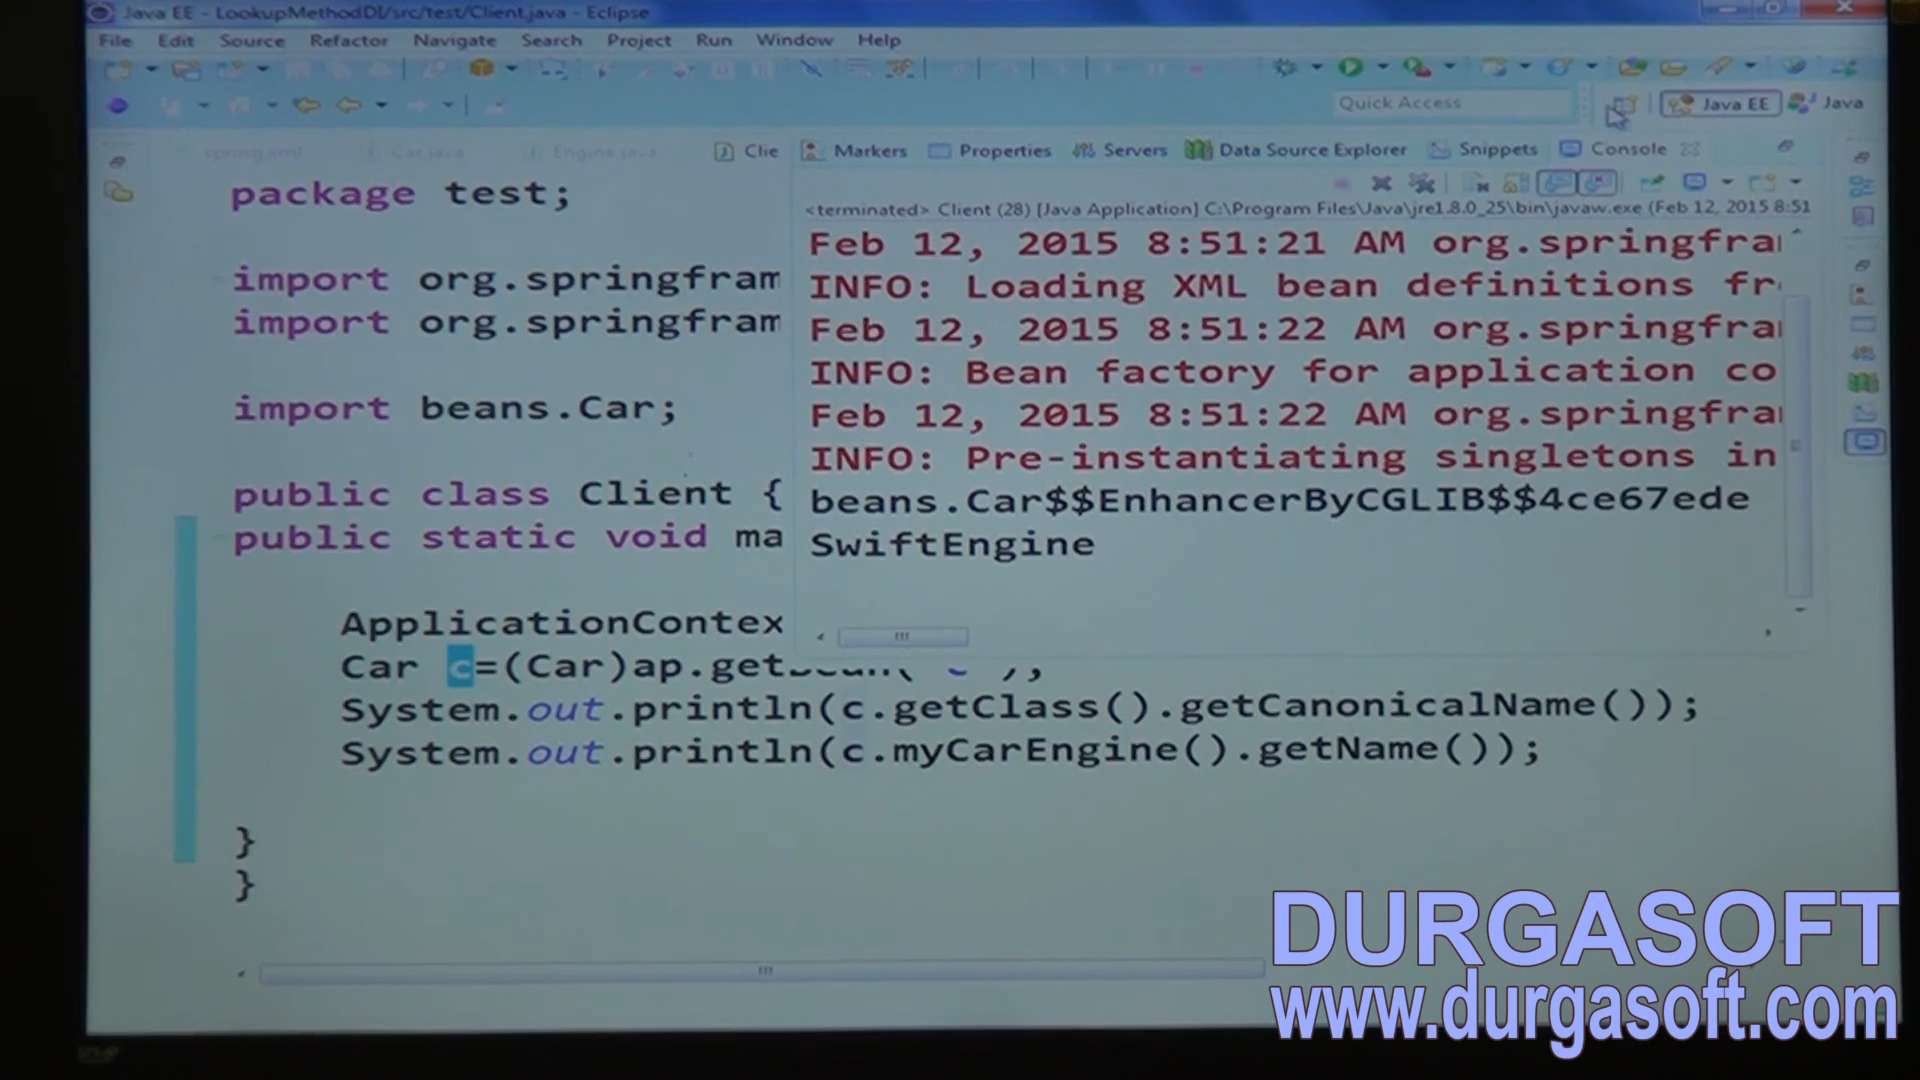 Java EE - LookupMethodDI/src/test/Client.java - Eclipse
File Edit Source Refactor Navigate Search Project Run Window Help
Quick Access
Java EE
Java
spring.xml Car.java Engine.java Clie
Markers Properties Servers Data Source Explorer Snippets Console
<terminated> Client (28) [Java Application] C:\Program Files\Java\jre1.8.0_25\bin\javaw.exe (Feb 12, 2015 8:51
Feb 12, 2015 8:51:21 AM org.springfra
INFO: Loading XML bean definitions fr
Feb 12, 2015 8:51:22 AM org.springfra
INFO: Bean factory for application co
Feb 12, 2015 8:51:22 AM org.springfra
INFO: Pre-instantiating singletons in
beans.Car$$EnhancerByCGLIB$$4ce67ede
SwiftEngine
package test;
import org.springfram
import org.springfram
import beans.Car;
public class Client {
public static void ma
ApplicationContex
Car c=(Car)ap.get
System.out.println(c.getClass().getCanonicalName());
System.out.println(c.myCarEngine().getName());
}
}
DURGASOFT
www.durgasoft.com